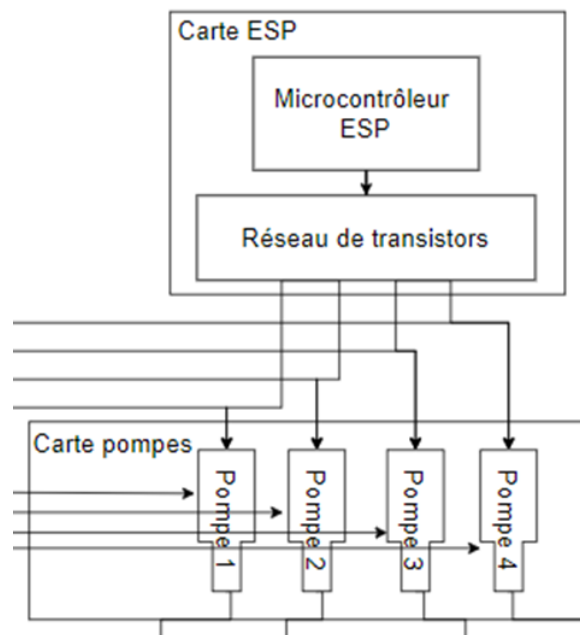 Carte ESP
Microcontrôleur
ESP
Réseau de transistors
Carte pompes
Pompe 1
Pompe 2
Pompe 3
Pompe 4